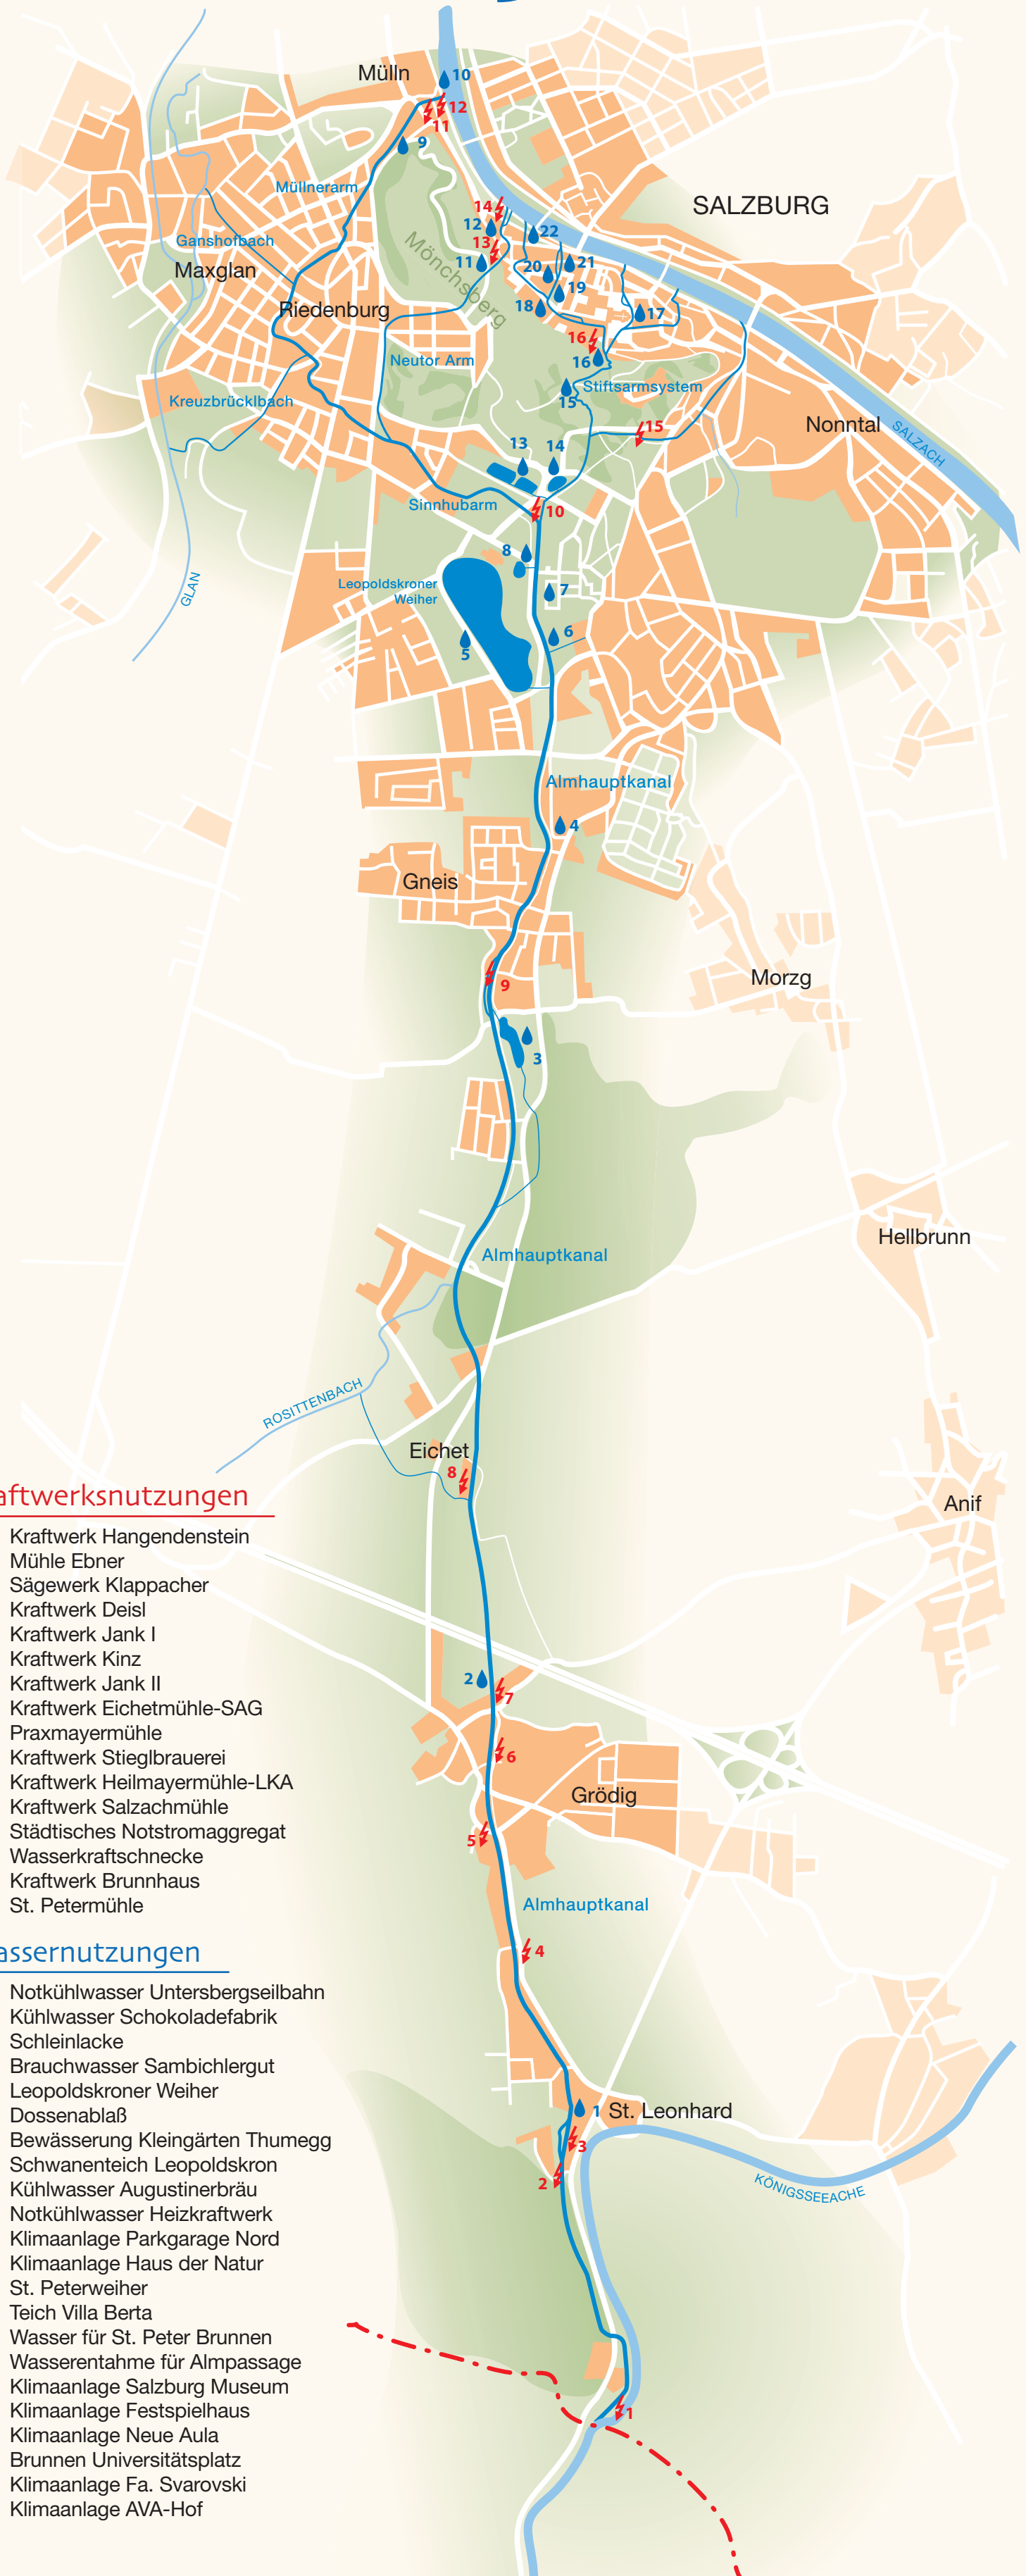 Mülln
10
12
11
9
Müllnerarm
14
SALZBURG
12
22
Ganshofbach
13
Mönchsberg
11
20
21
Maxglan
19
18
17
Riedenburg
16
Neutor Arm
16
Stiftsarmsystem
15
Kreuzbrücklbach
15
Nonntal
SALZACH
13
14
Sinnhubarm
10
8
Leopoldskroner
Weiher
GLAN
7
6
5
Almhauptkanal
4
Gneis
Morzg
9
3
Hellbrunn
Almhauptkanal
ROSITTENBACH
Eichet
8
Anif
aftwerksnutzungen
Kraftwerk Hangendenstein
Mühle Ebner
Sägewerk Klappacher
Kraftwerk Deisl
Kraftwerk Jank I
Kraftwerk Kinz
Kraftwerk Jank II
Kraftwerk Eichetmühle-SAG
Praxmayermühle
Kraftwerk Stieglbrauerei
Kraftwerk Heilmayermühle-LKA
Kraftwerk Salzachmühle
Städtisches Notstromaggregat
Wasserkraftschnecke
Kraftwerk Brunnhaus
St. Petermühle
2
7
6
Grödig
5
Almhauptkanal
4
assernutzungen
Notkühlwasser Untersbergseilbahn
Kühlwasser Schokoladefabrik
Schleinlacke
Brauchwasser Sambichlergut
Leopoldskroner Weiher
Dossenablaß
Bewässerung Kleingärten Thumegg
Schwanenteich Leopoldskron
Kühlwasser Augustinerbräu
Notkühlwasser Heizkraftwerk
Klimaanlage Parkgarage Nord
Klimaanlage Haus der Natur
St. Peterweiher
Teich Villa Berta
Wasser für St. Peter Brunnen
Wasserentahme für Almpassage
Klimaanlage Salzburg Museum
Klimaanlage Festspielhaus
Klimaanlage Neue Aula
Brunnen Universitätsplatz
Klimaanlage Fa. Svarovski
Klimaanlage AVA-Hof
1 St. Leonhard
3
2
KÖNIGSSEEACHE
1